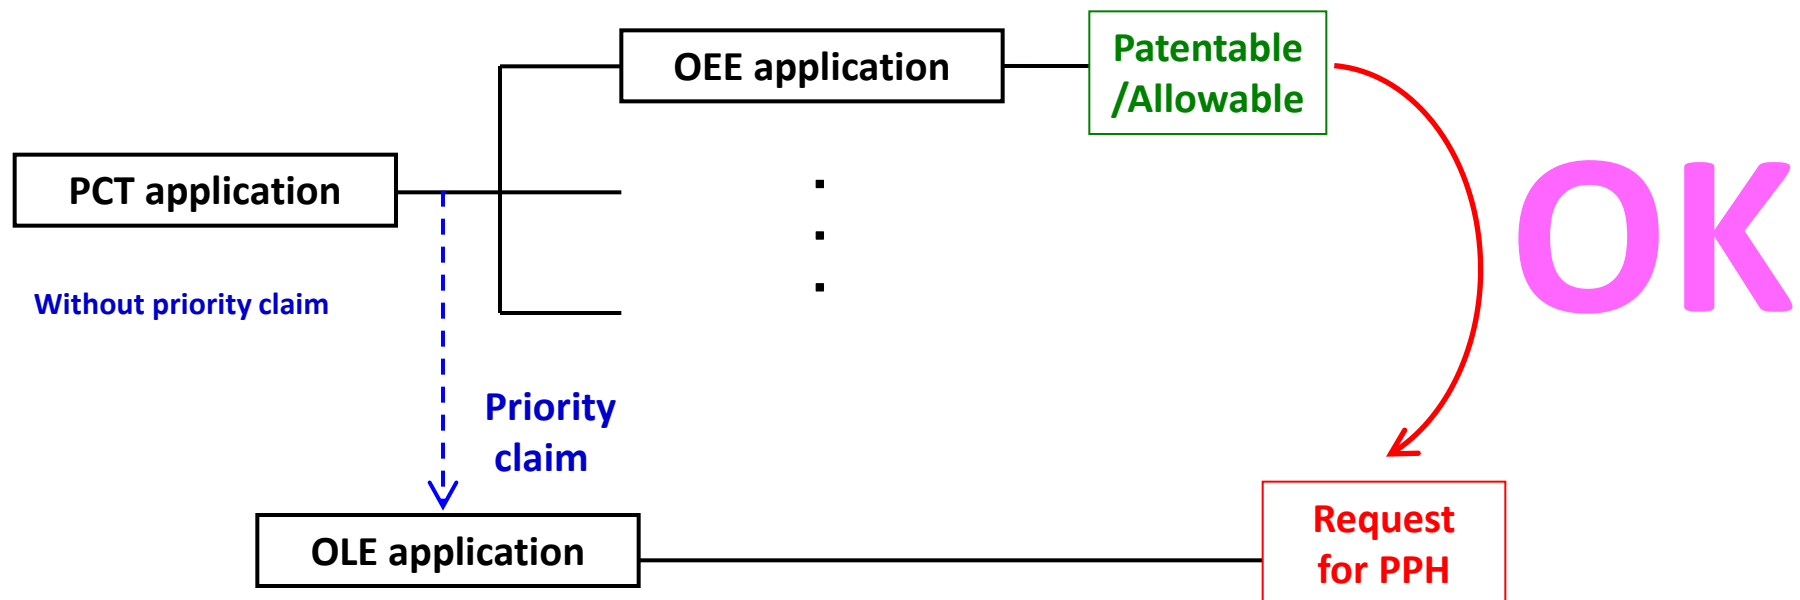 OEE application
Patentable
/Allowable
PCT application
OK
Without priority claim
Priority
claim
OLE application
Request
for PPH